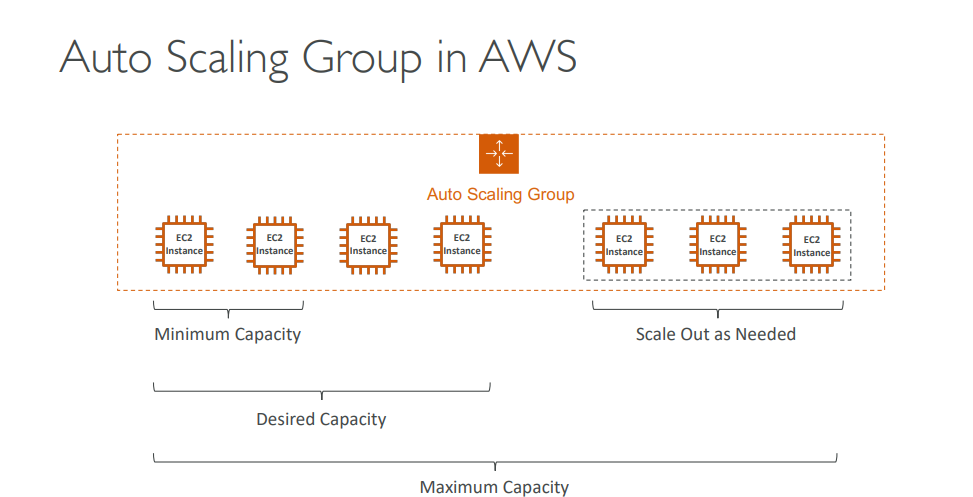 Auto Scaling Group in AWS
Auto Scaling Group
EC2
Instance
EC2
Instance
EC2
Instance
EC2
Instance
EC2
Instance
EC2
Instance
EC2
Instance
Minimum Capacity
Scale Out as Needed
Desired Capacity
Maximum Capacity